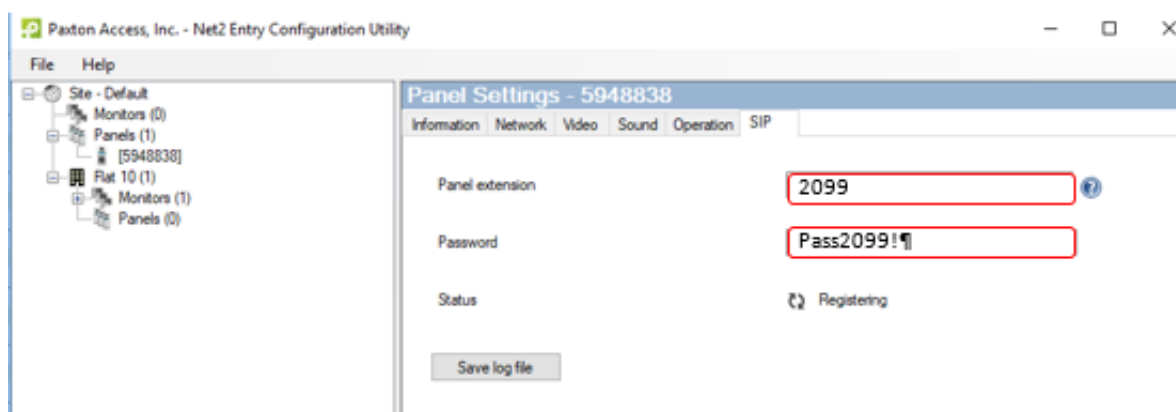 Paxton Access, Inc. - Net2 Entry Configuration Utility
File Help
Site - Default
Monitors (0)
Panels (1)
[5948838]
Flat 10 (1)
Monitors (1)
Panels (0)
Panel Settings - 5948838
Information Network Video Sound Operation SIP
Panel extension 2099
Password Pass2099!¶
Status Registering
Save log file